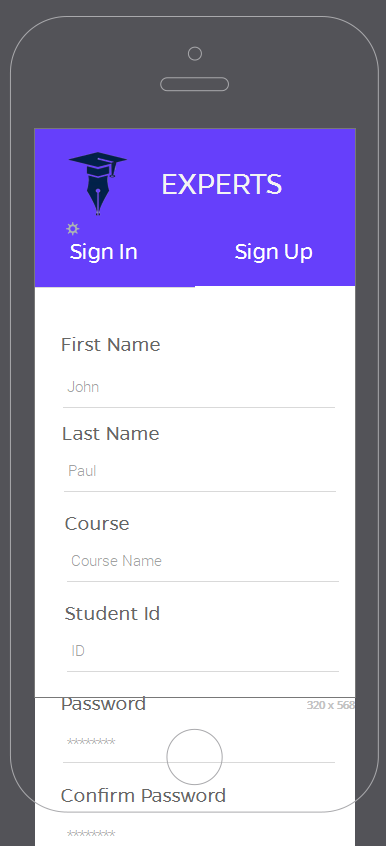 EXPERTS
Sign In
Sign Up
First Name
John
Last Name
Paul
Course
Course Name
Student Id
ID
Password
320 x 568
********
Confirm Password
********